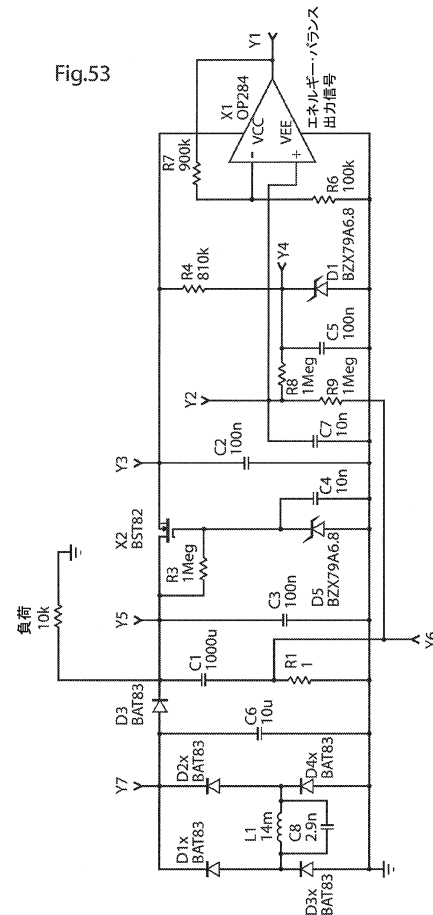 Fig.53
Y1
X1
OP284
VCC
VEE
エネルギー・バランス
出力信号
R7
900k
R6
100k
R4
810k
Y4
D1
BZX79A6.8
C5
100n
R8
1Meg
R9
1Meg
Y2
C7
10n
C2
100n
Y3
X2
BST82
R3
1Meg
C4
10n
D5
BZX79A6.8
負荷
10k
Y5
C3
100n
C1
1000u
R1
1
Y6
D3
BAT83
C6
10u
Y7
D2x
BAT83
D4x
BAT83
L1
14m
C8
2.9n
D1x
BAT83
D3x
BAT83